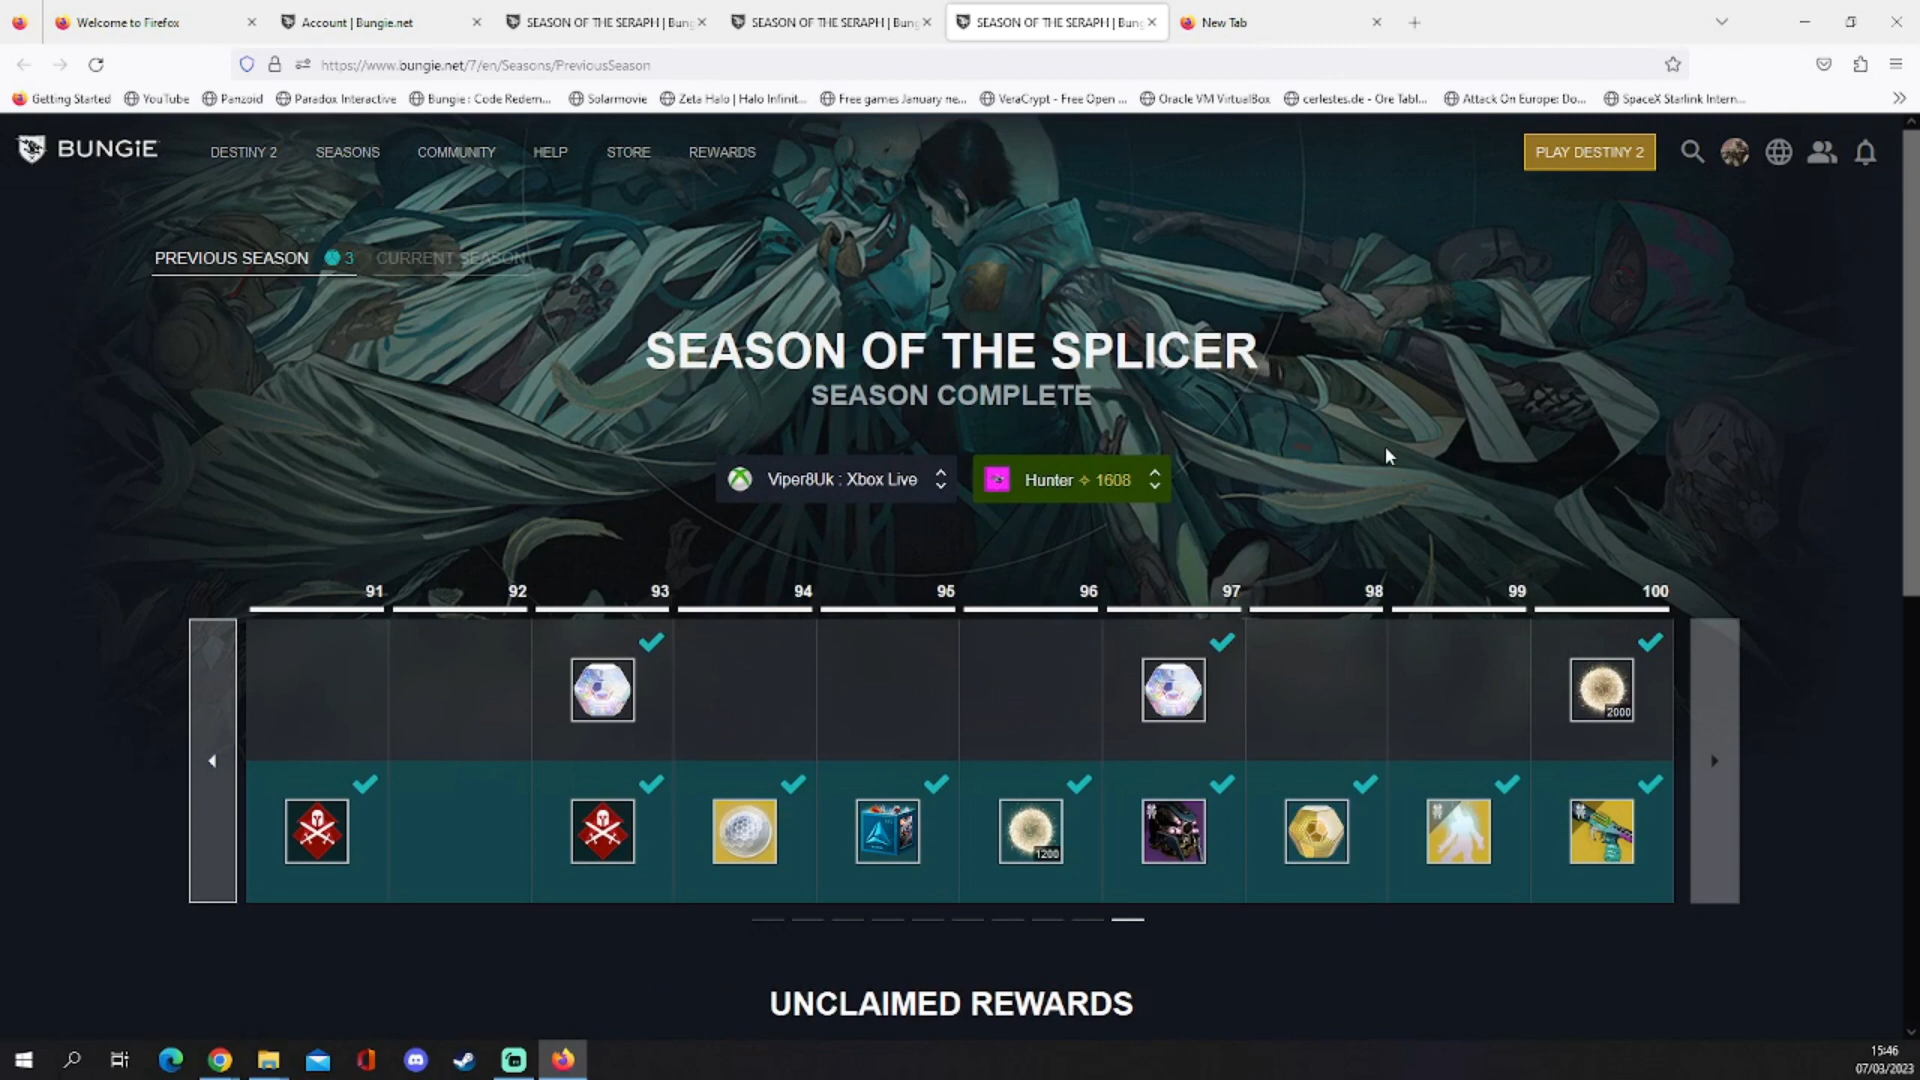 Welcome to Firefox
Account | Bungie.net
SEASON OF THE SERAPH | Bung
SEASON OF THE SERAPH | Bung
SEASON OF THE SERAPH | Bung
New Tab
https://www.bungie.net/7/en/Seasons/PreviousSeason
Getting Started
YouTube
Panzoid
Paradox Interactive
Bungie : Code Redem...
Solarmovie
Zeta Halo | Halo Infinit...
Free games January ne...
VeraCrypt - Free Open ...
Oracle VM VirtualBox
cerlestes.de - Ore Tabl...
Attack On Europe: Do...
SpaceX Starlink Intern...
BUNGiE
DESTINY 2
SEASONS
COMMUNITY
HELP
STORE
REWARDS
PLAY DESTINY 2
PREVIOUS SEASON 3
CURRENT SEASON
SEASON OF THE SPLICER
SEASON COMPLETE
Viper8Uk : Xbox Live
Hunter 1608
91 92 93 94 95 96 97 98 99 100
2000
1200
UNCLAIMED REWARDS
15:46
07/03/2023